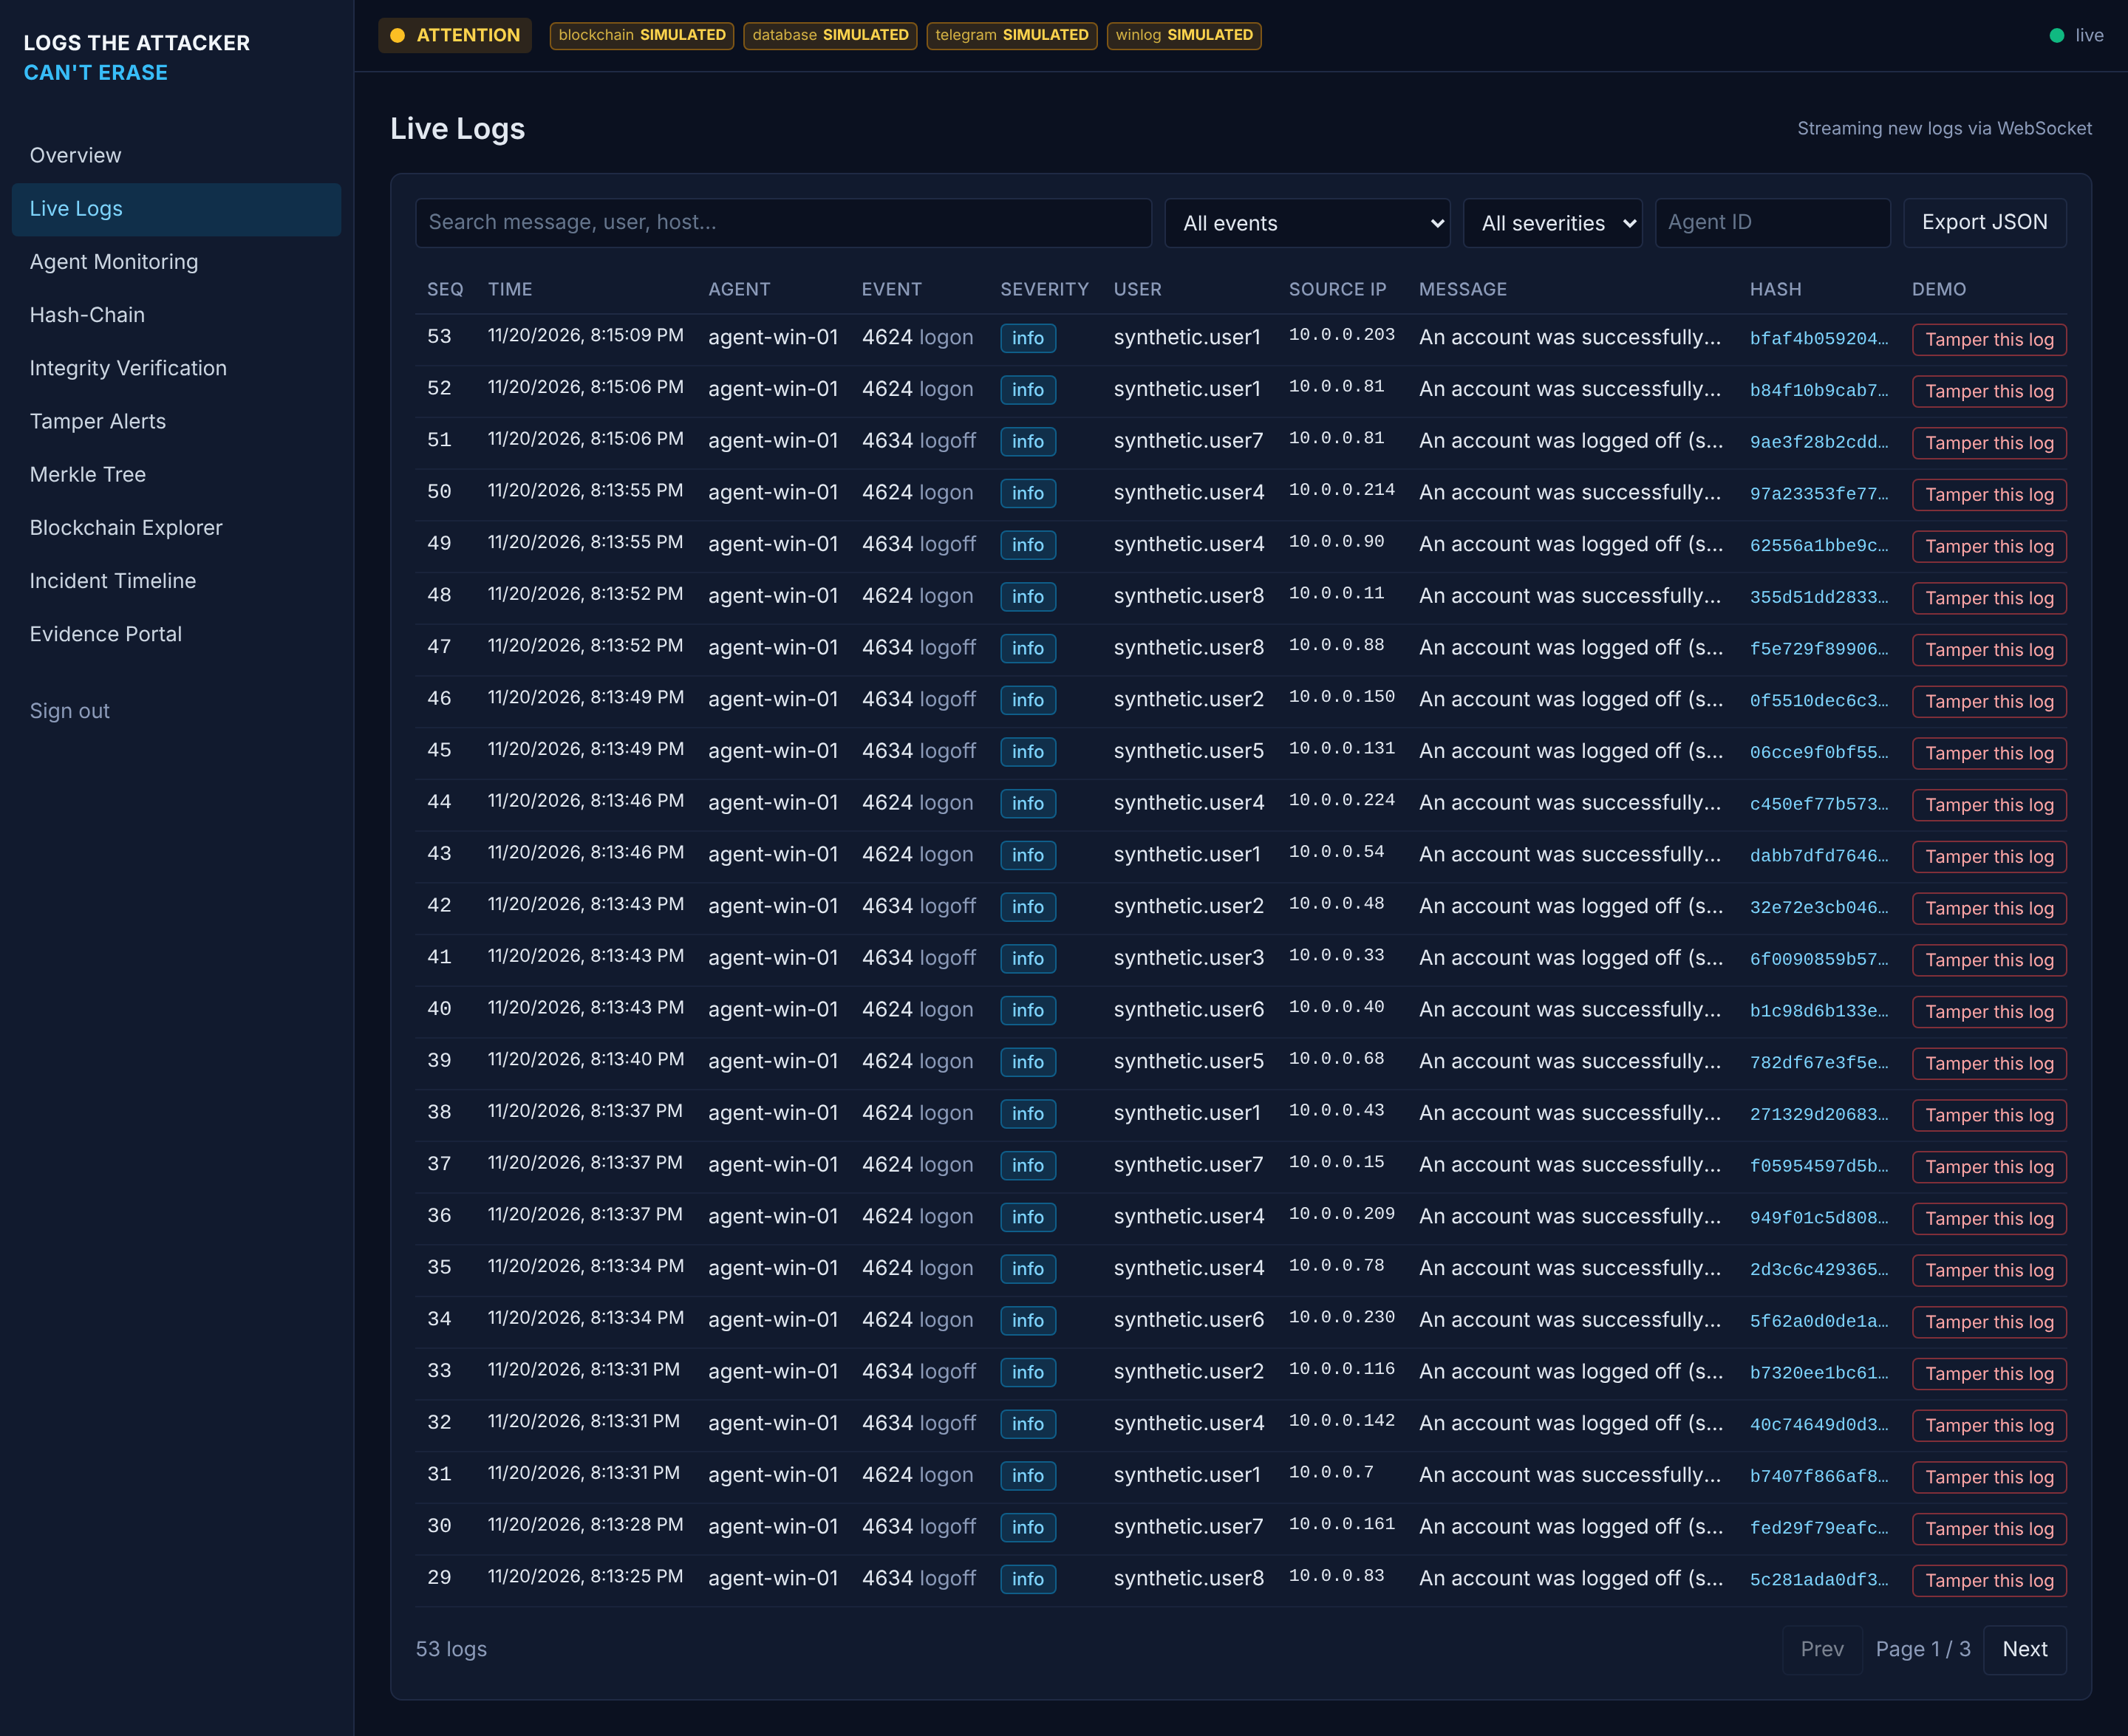 LOGS THE ATTACKER
CAN'T ERASE
Overview
Live Logs
Agent Monitoring
Hash-Chain
Integrity Verification
Tamper Alerts
Merkle Tree
Blockchain Explorer
Incident Timeline
Evidence Portal
Sign out
ATTENTION blockchain SIMULATED database SIMULATED telegram SIMULATED winlog SIMULATED live
Live Logs Streaming new logs via WebSocket
Search message, user, host... All events All severities Agent ID Export JSON
SEQ TIME AGENT EVENT SEVERITY USER SOURCE IP MESSAGE HASH DEMO
53 11/20/2026, 8:15:09 PM agent-win-01 4624 logon info synthetic.user1 10.0.0.203 An account was successfully... bfaf4b059204… Tamper this log
52 11/20/2026, 8:15:06 PM agent-win-01 4624 logon info synthetic.user1 10.0.0.81 An account was successfully... b84f10b9cab7… Tamper this log
51 11/20/2026, 8:15:06 PM agent-win-01 4634 logoff info synthetic.user7 10.0.0.81 An account was logged off (s... 9ae3f28b2cdd… Tamper this log
50 11/20/2026, 8:13:55 PM agent-win-01 4624 logon info synthetic.user4 10.0.0.214 An account was successfully... 97a23353fe77… Tamper this log
49 11/20/2026, 8:13:55 PM agent-win-01 4634 logoff info synthetic.user4 10.0.0.90 An account was logged off (s... 62556a1bbe9c… Tamper this log
48 11/20/2026, 8:13:52 PM agent-win-01 4624 logon info synthetic.user8 10.0.0.11 An account was successfully... 355d51dd2833… Tamper this log
47 11/20/2026, 8:13:52 PM agent-win-01 4634 logoff info synthetic.user8 10.0.0.88 An account was logged off (s... f5e729f89906… Tamper this log
46 11/20/2026, 8:13:49 PM agent-win-01 4634 logoff info synthetic.user2 10.0.0.150 An account was logged off (s... 0f5510dec6c3… Tamper this log
45 11/20/2026, 8:13:49 PM agent-win-01 4634 logoff info synthetic.user5 10.0.0.131 An account was logged off (s... 06cce9f0bf55… Tamper this log
44 11/20/2026, 8:13:46 PM agent-win-01 4624 logon info synthetic.user4 10.0.0.224 An account was successfully... c450ef77b573… Tamper this log
43 11/20/2026, 8:13:46 PM agent-win-01 4624 logon info synthetic.user1 10.0.0.54 An account was successfully... dabb7dfd7646… Tamper this log
42 11/20/2026, 8:13:43 PM agent-win-01 4634 logoff info synthetic.user2 10.0.0.48 An account was logged off (s... 32e72e3cb046… Tamper this log
41 11/20/2026, 8:13:43 PM agent-win-01 4634 logoff info synthetic.user3 10.0.0.33 An account was logged off (s... 6f0090859b57… Tamper this log
40 11/20/2026, 8:13:43 PM agent-win-01 4624 logon info synthetic.user6 10.0.0.40 An account was successfully... b1c98d6b133e… Tamper this log
39 11/20/2026, 8:13:40 PM agent-win-01 4624 logon info synthetic.user5 10.0.0.68 An account was successfully... 782df67e3f5e… Tamper this log
38 11/20/2026, 8:13:37 PM agent-win-01 4624 logon info synthetic.user1 10.0.0.43 An account was successfully... 271329d20683… Tamper this log
37 11/20/2026, 8:13:37 PM agent-win-01 4624 logon info synthetic.user7 10.0.0.15 An account was successfully... f05954597d5b… Tamper this log
36 11/20/2026, 8:13:37 PM agent-win-01 4624 logon info synthetic.user4 10.0.0.209 An account was successfully... 949f01c5d808… Tamper this log
35 11/20/2026, 8:13:34 PM agent-win-01 4624 logon info synthetic.user4 10.0.0.78 An account was successfully... 2d3c6c429365… Tamper this log
34 11/20/2026, 8:13:34 PM agent-win-01 4624 logon info synthetic.user6 10.0.0.230 An account was successfully... 5f62a0d0de1a… Tamper this log
33 11/20/2026, 8:13:31 PM agent-win-01 4634 logoff info synthetic.user2 10.0.0.116 An account was logged off (s... b7320ee1bc61… Tamper this log
32 11/20/2026, 8:13:31 PM agent-win-01 4634 logoff info synthetic.user4 10.0.0.142 An account was logged off (s... 40c74649d0d3… Tamper this log
31 11/20/2026, 8:13:31 PM agent-win-01 4624 logon info synthetic.user1 10.0.0.7 An account was successfully... b7407f866af8… Tamper this log
30 11/20/2026, 8:13:28 PM agent-win-01 4634 logoff info synthetic.user7 10.0.0.161 An account was logged off (s... fed29f79eafc… Tamper this log
29 11/20/2026, 8:13:25 PM agent-win-01 4634 logoff info synthetic.user8 10.0.0.83 An account was logged off (s... 5c281ada0df3… Tamper this log
53 logs Prev Page 1 / 3 Next